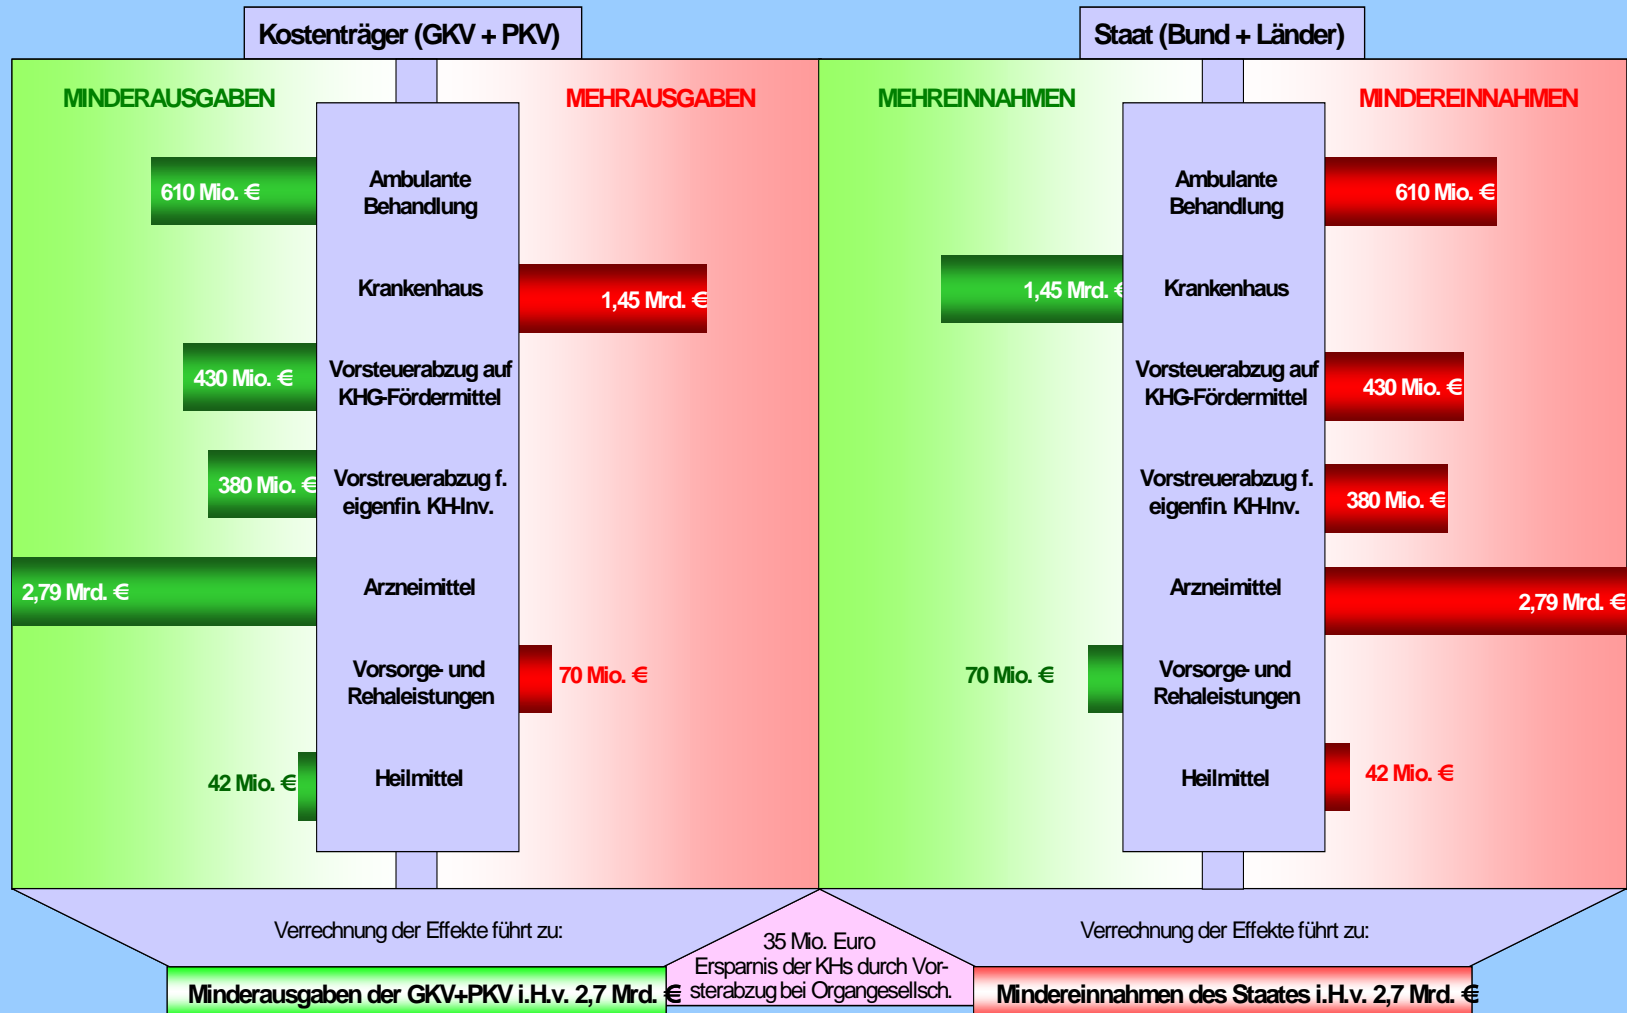 Kostenträger (GKV + PKV)
MINDERAUSGABEN
MEHRAUSGABEN
610 Mio. €
Ambulante
Behandlung
Krankenhaus
1,45 Mrd. €
430 Mio. €
Vorsteuerabzug auf
KHG-Fördermittel
380 Mio. €
Vorstreuerabzug f.
eigenfin. KH-Inv.
2,79 Mrd. €
Arzneimittel
Vorsorge- und
Rehaleistungen
70 Mio. €
42 Mio. €
Heilmittel
Verrechnung der Effekte führt zu:
Minderausgaben der GKV+PKV i.H.v. 2,7 Mrd. €
35 Mio. Euro
Ersparnis der KHs durch Vor-
sterabzug bei Organgesellsch.
Staat (Bund + Länder)
MEHREINNAHMEN
MINDEREINNAHMEN
Ambulante
Behandlung
610 Mio. €
1,45 Mrd. €
Krankenhaus
Vorsteuerabzug auf
KHG-Fördermittel
430 Mio. €
Vorstreuerabzug f.
eigenfin. KH-Inv.
380 Mio. €
Arzneimittel
2,79 Mrd. €
70 Mio. €
Vorsorge- und
Rehaleistungen
Heilmittel
42 Mio. €
Verrechnung der Effekte führt zu:
Mindereinnahmen des Staates i.H.v. 2,7 Mrd. €